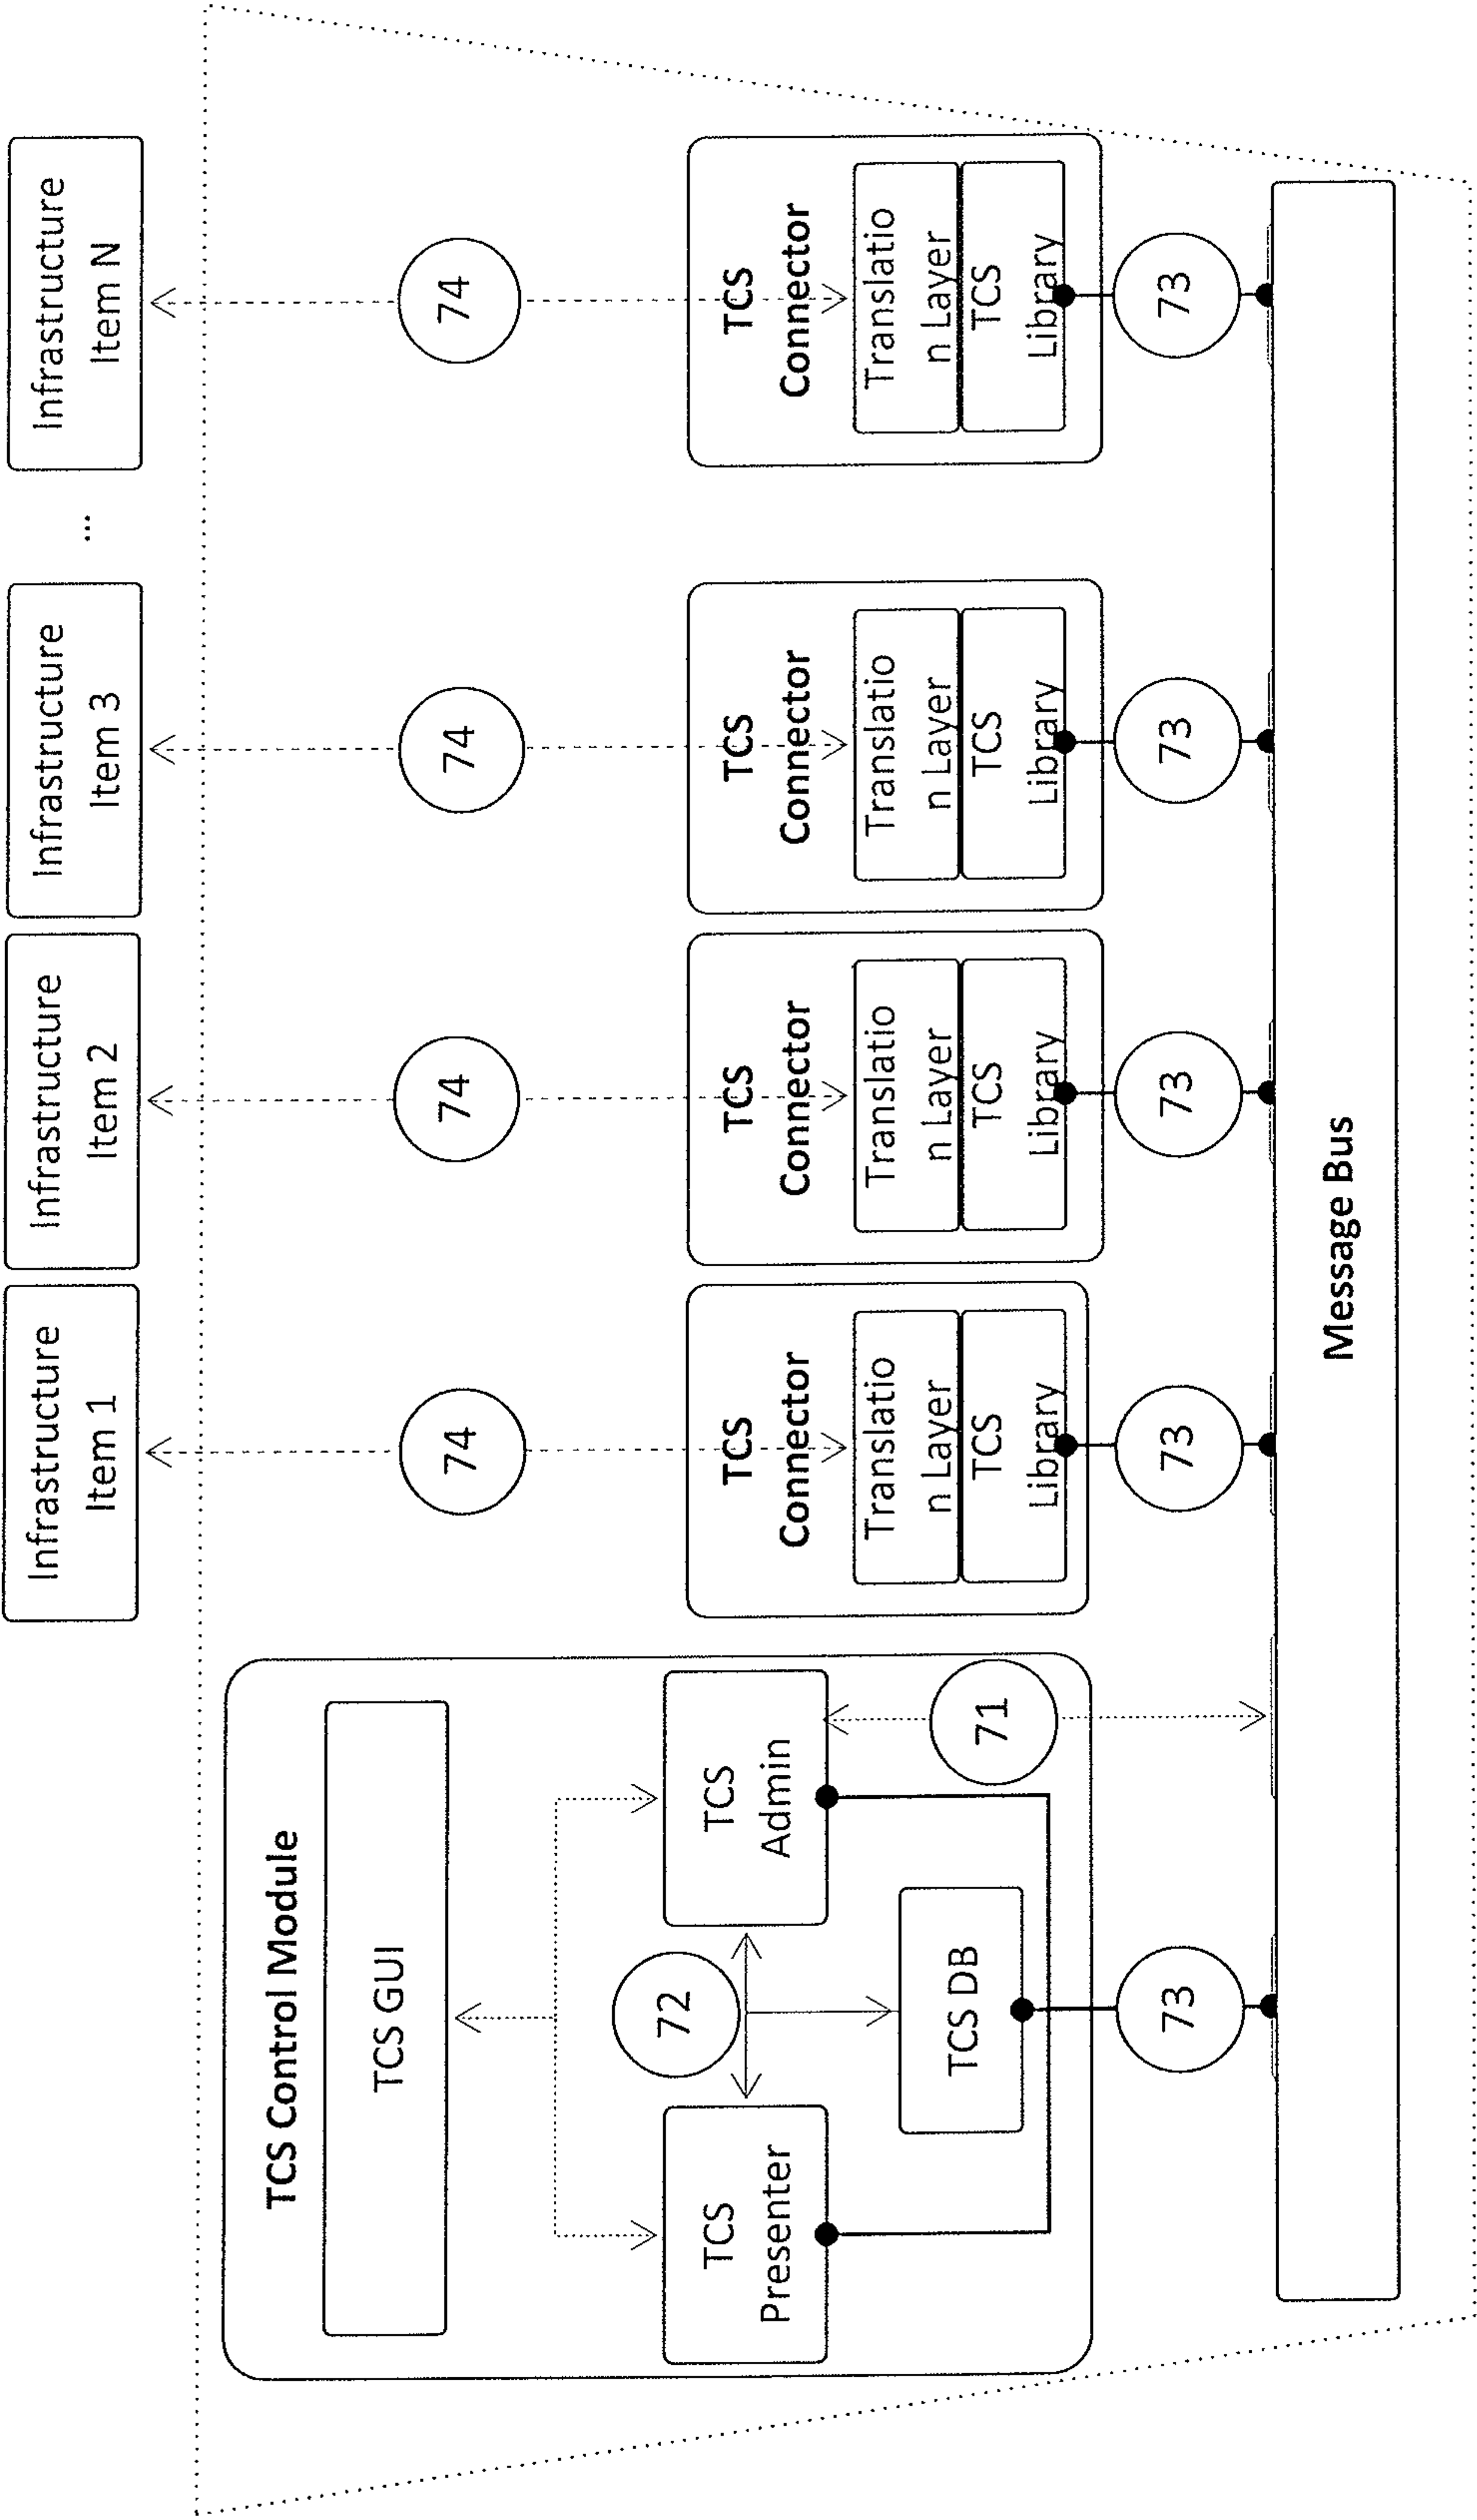 Infrastructure
Item 1
Infrastructure
Item 2
Infrastructure
Item 3
...
Infrastructure
Item N
TCS Control Module
TCS GUI
72
TCS
Presenter
TCS
Admin
TCS DB
71
73
74
TCS
Connector
Translatio
n Layer
TCS
Library
73
74
TCS
Connector
Translatio
n Layer
TCS
Library
73
74
TCS
Connector
Translatio
n Layer
TCS
Library
73
74
TCS
Connector
Translatio
n Layer
TCS
Library
73
Message Bus